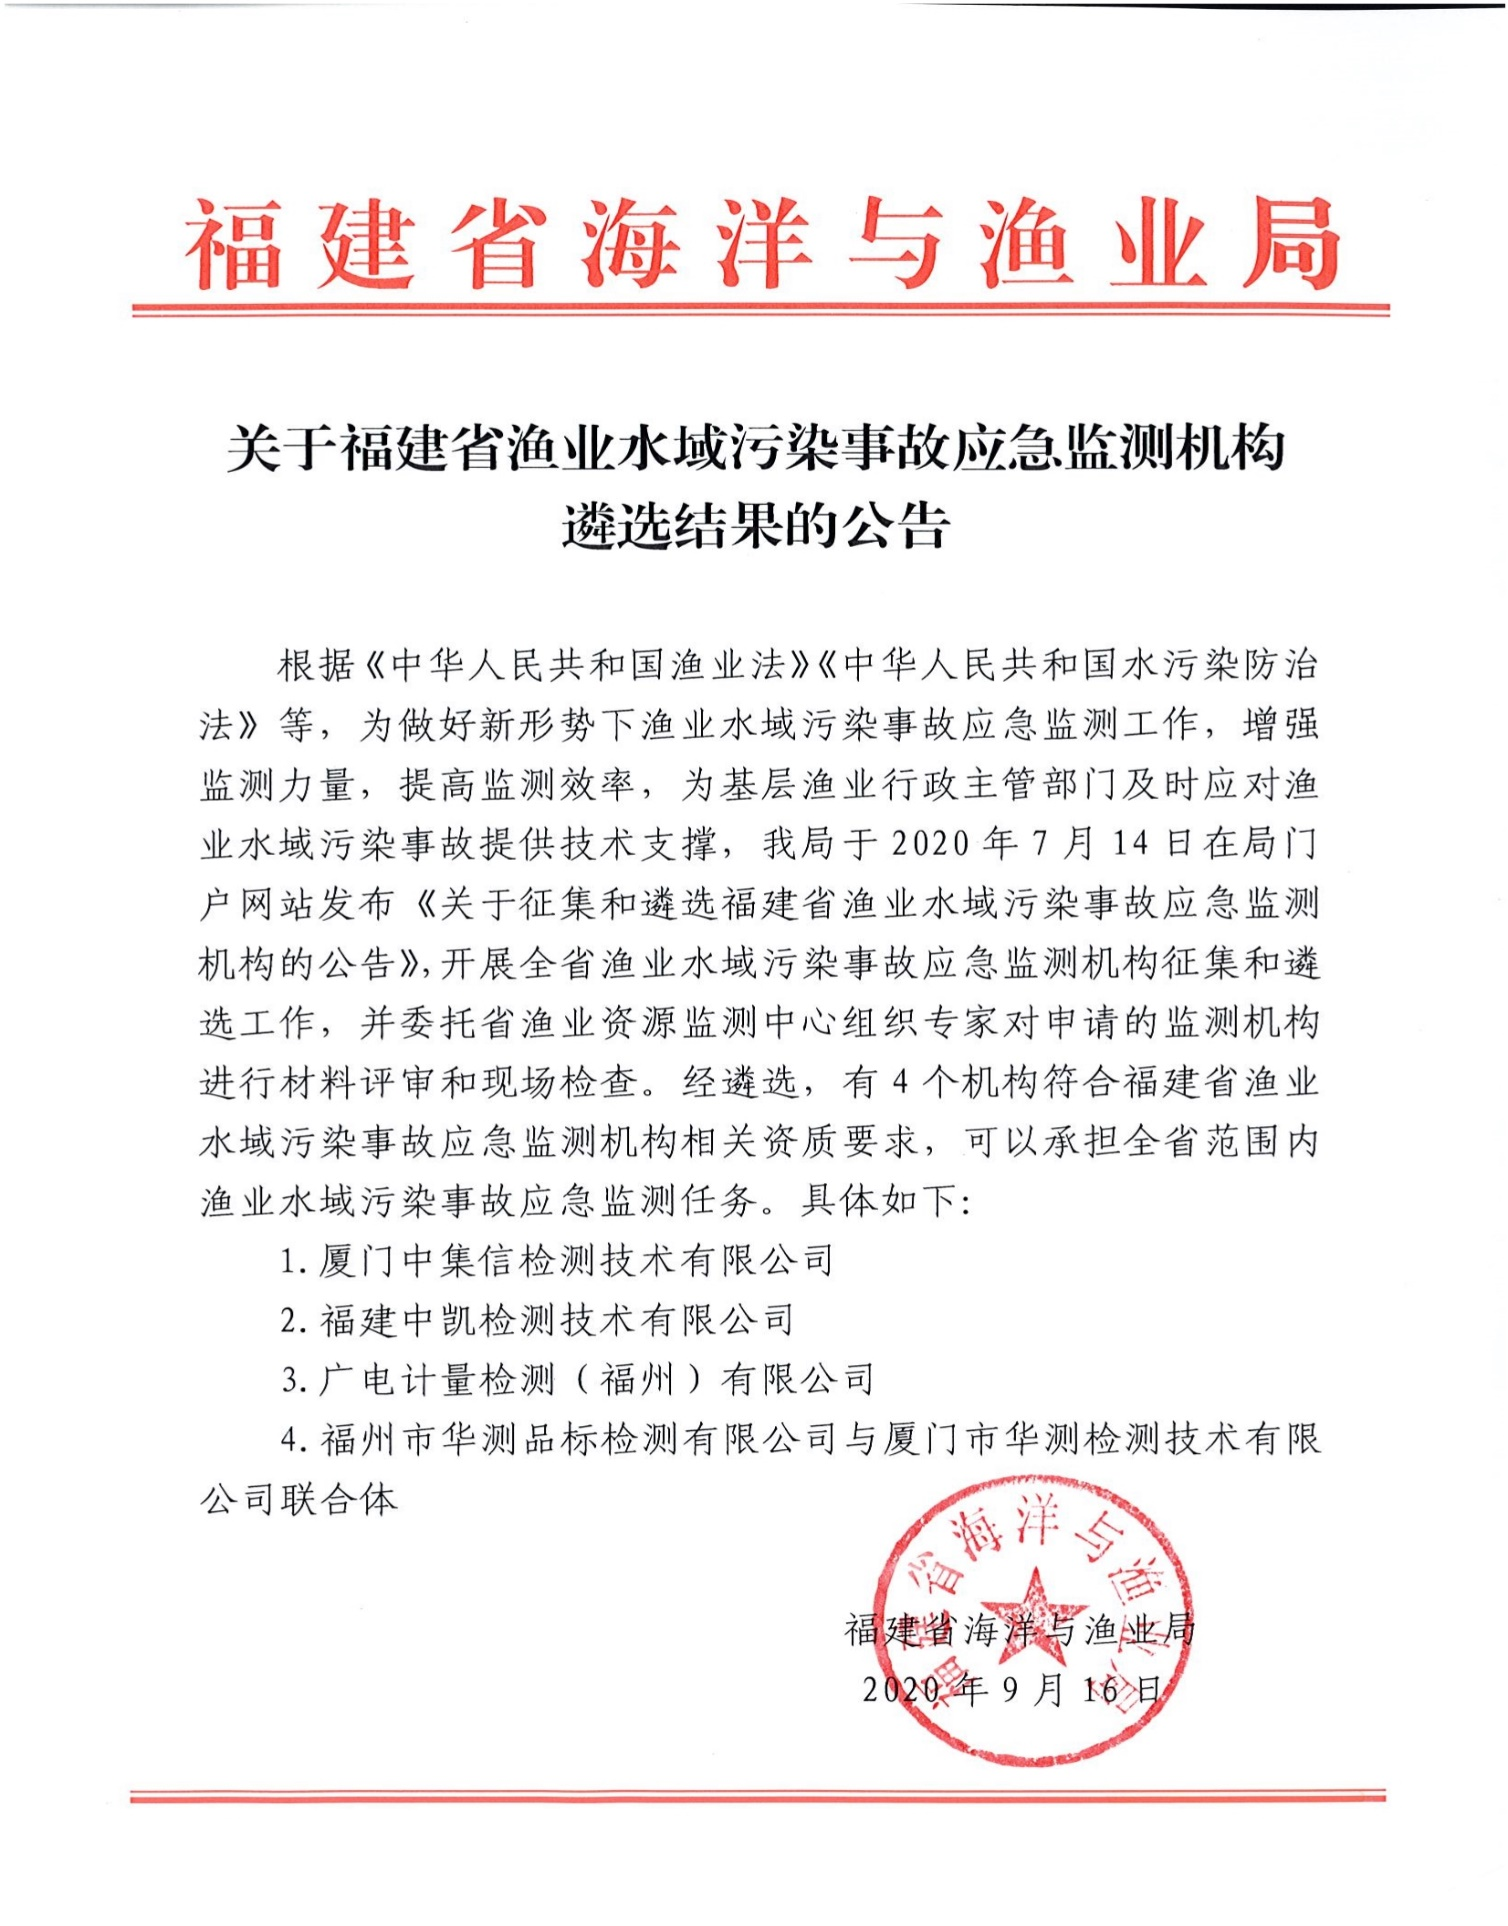 福建省海洋与渔业局
关于福建省渔业水域污染事故应急监测机构
遴选结果的公告
根据《中华人民共和国渔业法》《中华人民共和国水污染防治
法》等，为做好新形势下渔业水域污染事故应急监测工作，增强
监测力量，提高监测效率，为基层渔业行政主管部门及时应对渔
业水域污染事故提供技术支撑，我局于 2020 年 7 月 14 日在局门
户网站发布《关于征集和遴选福建省渔业水域污染事故应急监测
机构的公告》，开展全省渔业水域污染事故应急监测机构征集和遴
选工作，并委托省渔业资源监测中心组织专家对申请的监测机构
进行材料评审和现场检查。经遴选，有 4 个机构符合福建省渔业
水域污染事故应急监测机构相关资质要求，可以承担全省范围内
渔业水域污染事故应急监测任务。具体如下：
1. 厦门中集信检测技术有限公司
2. 福建中凯检测技术有限公司
3. 广电计量检测（福州）有限公司
4. 福州市华测品标检测有限公司与厦门市华测检测技术有限
公司联合体
福建省海洋与渔业局
福建省海洋与渔业局
2020 年 9 月 16 日